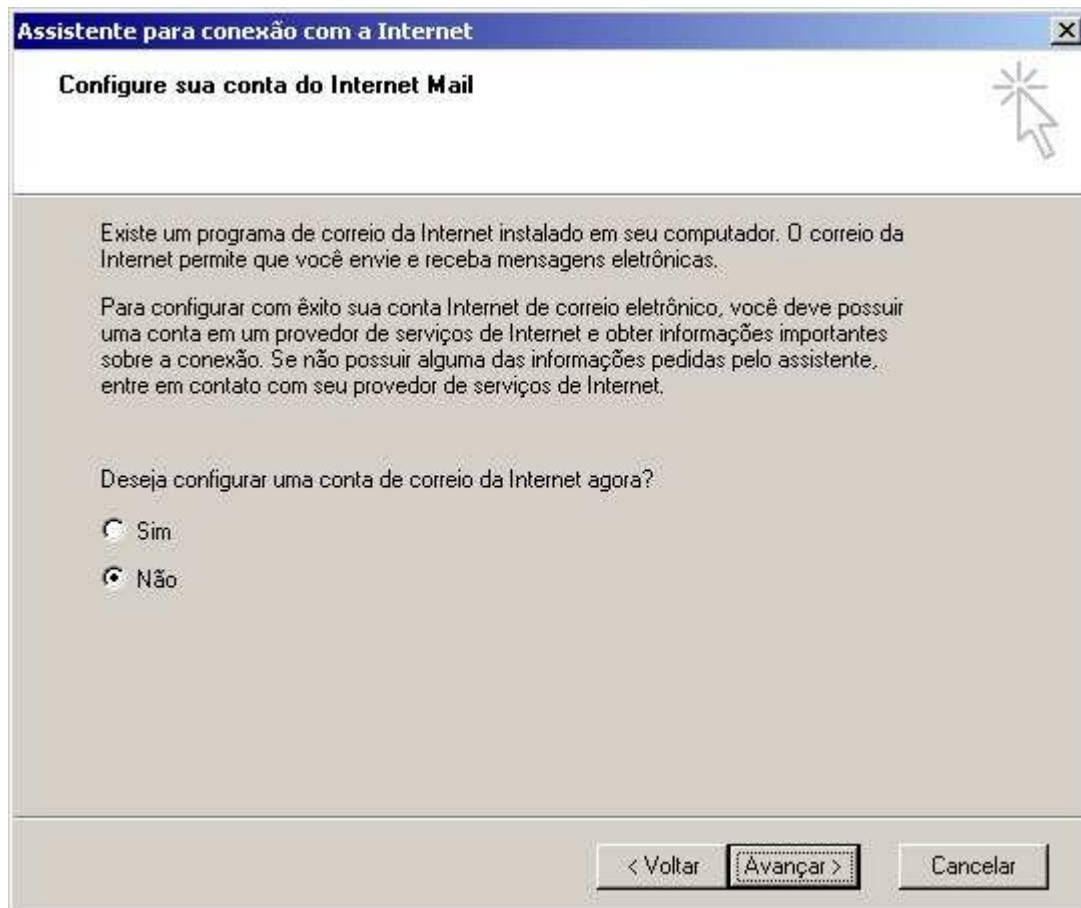 Assistente para conexão com a Internet
Configure sua conta do Internet Mail
Existe um programa de correio da Internet instalado em seu computador. O correio da
Internet permite que você envie e receba mensagens eletrônicas.
Para configurar com êxito sua conta Internet de correio eletrônico, você deve possuir
uma conta em um provedor de serviços de Internet e obter informações importantes
sobre a conexão. Se não possuir alguma das informações pedidas pelo assistente,
entre em contato com seu provedor de serviços de Internet.
Deseja configurar uma conta de correio da Internet agora?
Sim
Não
< Voltar Avançar > Cancelar